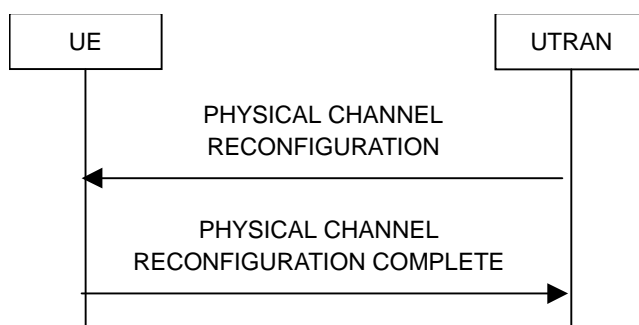 UE
UTRAN
PHYSICAL CHANNEL
RECONFIGURATION
PHYSICAL CHANNEL
RECONFIGURATION COMPLETE